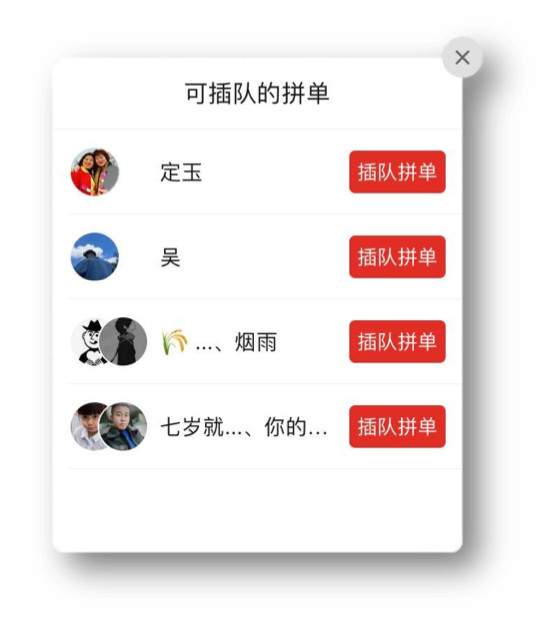 可插队的拼单
定玉 插队拼单
吴 插队拼单
🌾 ...、烟雨 插队拼单
七岁就...、你的... 插队拼单